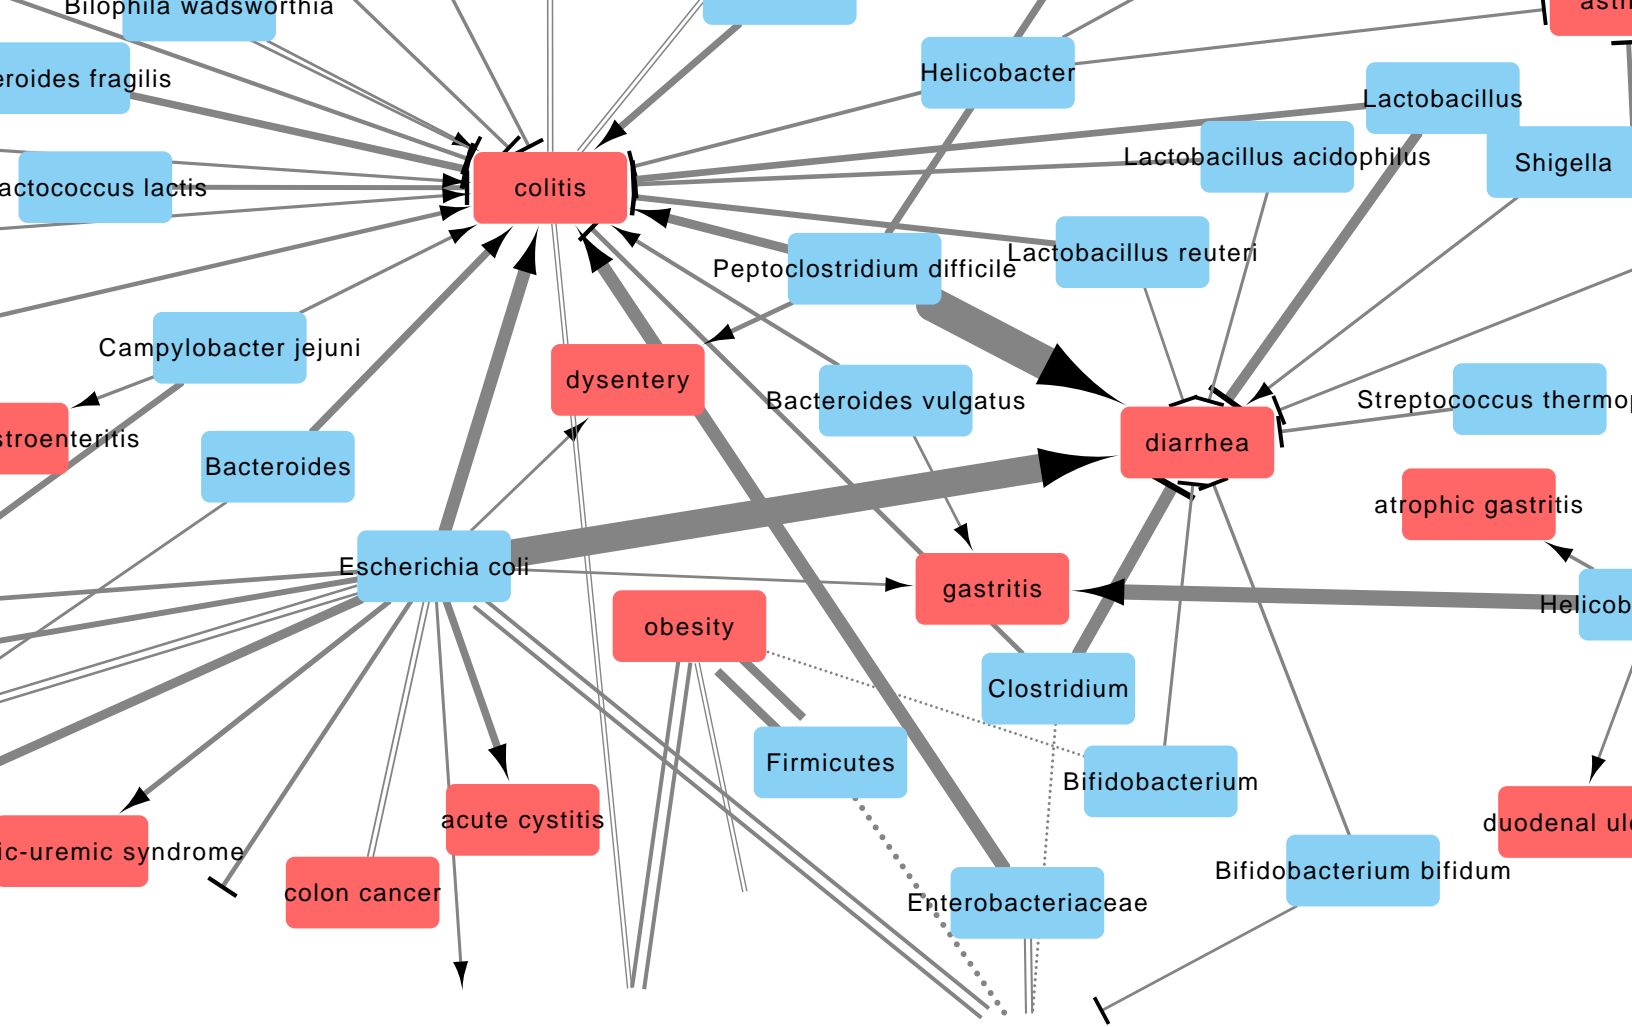 Bilophila wadsworthia
eroides fragilis
Helicobacter
Lactobacillus
Lactobacillus acidophilus
Shigella
actococcus lactis
colitis
Peptoclostridium difficile
Lactobacillus reuteri
Campylobacter jejuni
dysentery
Bacteroides vulgatus
Streptococcus thermop
stroenteritis
Bacteroides
diarrhea
atrophic gastritis
Escherichia coli
gastritis
Helicob
obesity
Clostridium
Firmicutes
Bifidobacterium
acute cystitis
duodenal ulc
ic-uremic syndrome
colon cancer
Bifidobacterium bifidum
Enterobacteriaceae